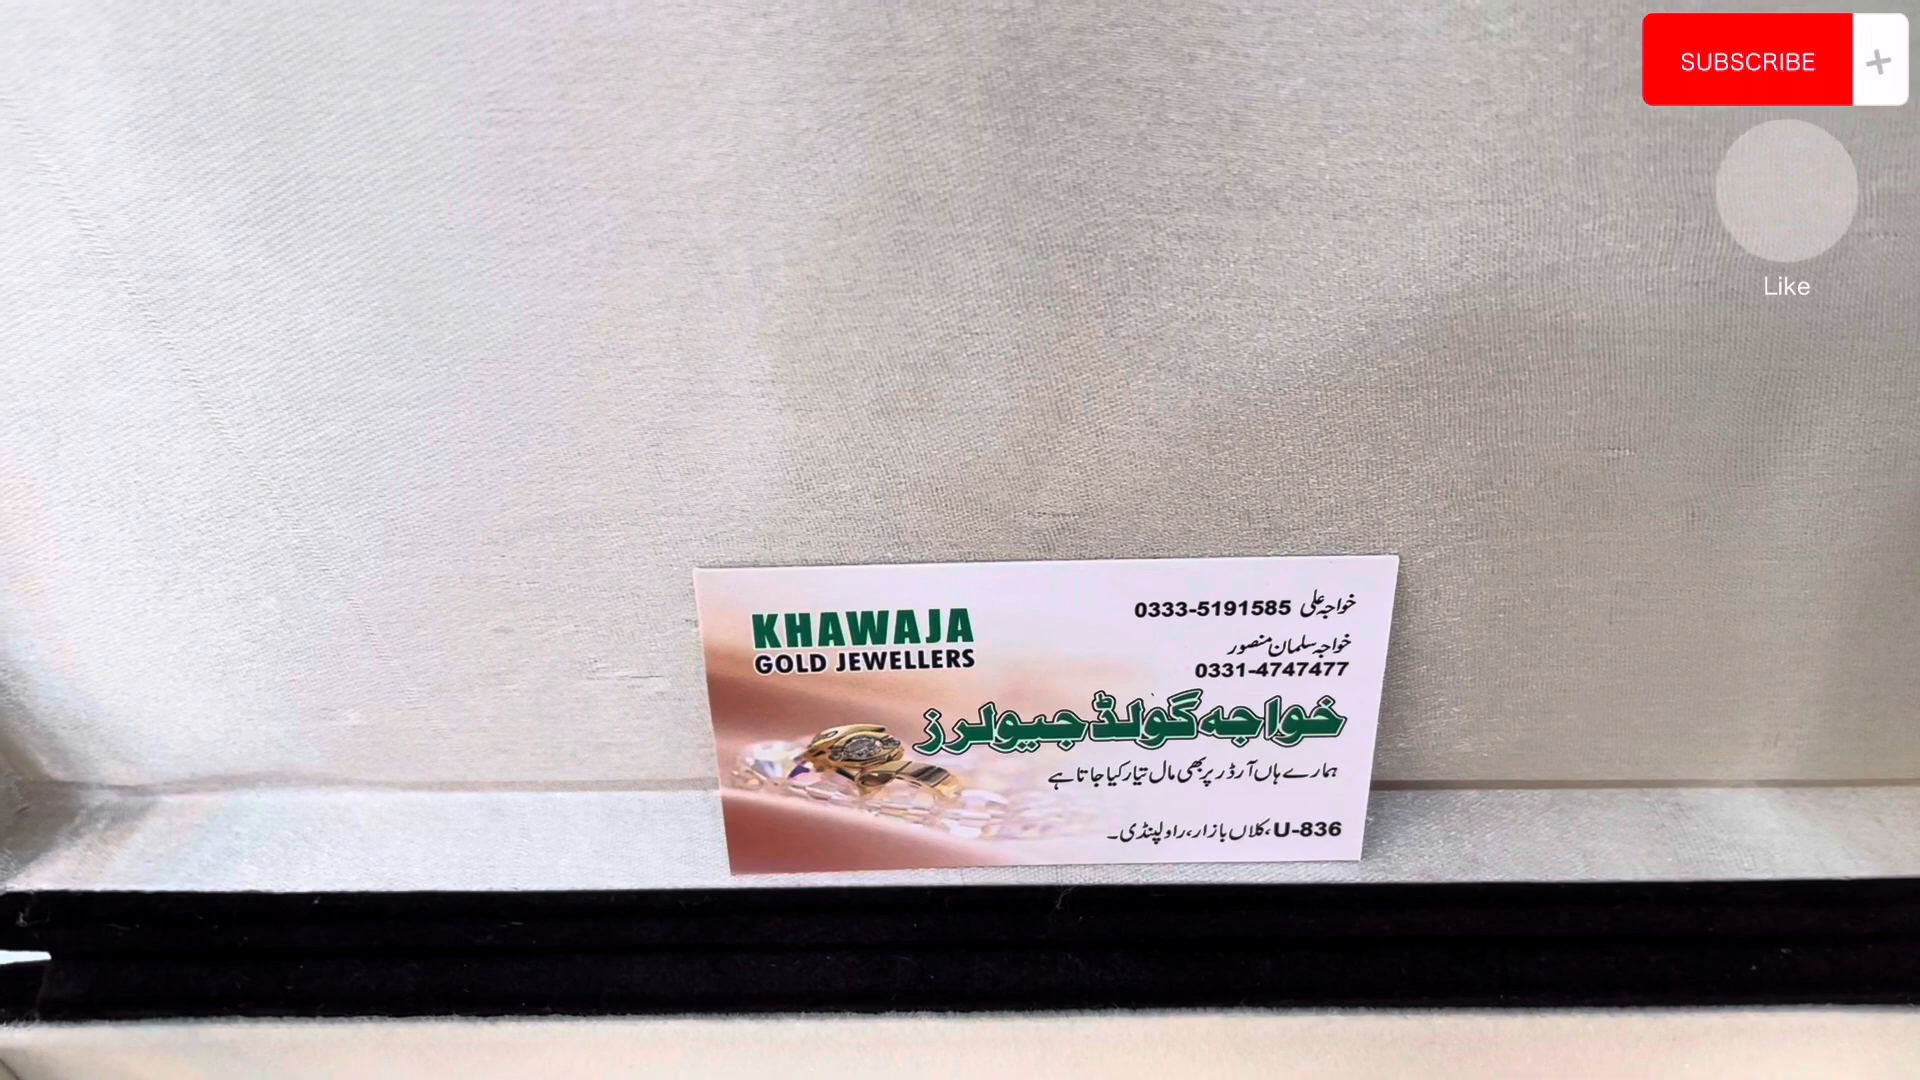 SUBSCRIBE +
Like
KHAWAJA
GOLD JEWELLERS
خواجہ علی 0333-5191585
خواجہ سلمان منصور
0331-4747477
خواجہ گولڈ جیولرز
ہمارے ہاں آرڈر پر بھی مال تیار کیا جاتا ہے
U-836، کلاں بازار، راولپنڈی۔